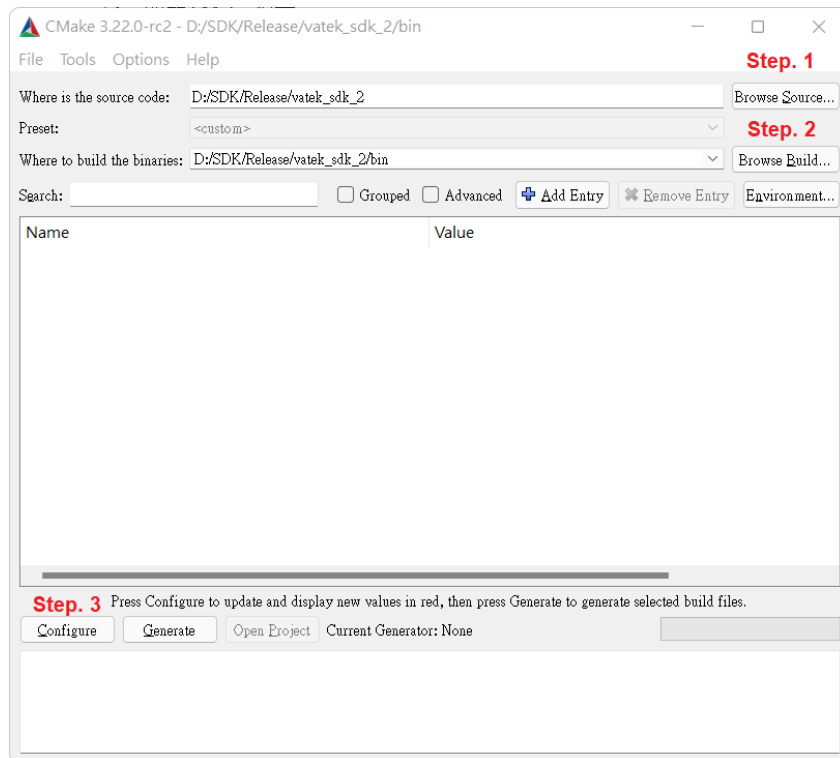 CMake 3.22.0-rc2 - D:/SDK/Release/vatek_sdk_2/bin
File Tools Options Help
Step. 1
Where is the source code: D:/SDK/Release/vatek_sdk_2 Browse Source...
Preset: <custom> Step. 2
Where to build the binaries: D:/SDK/Release/vatek_sdk_2/bin Browse Build...
Search: Grouped Advanced Add Entry Remove Entry Environment...
Name Value
Step. 3 Press Configure to update and display new values in red, then press Generate to generate selected build files.
Configure Generate Open Project Current Generator: None